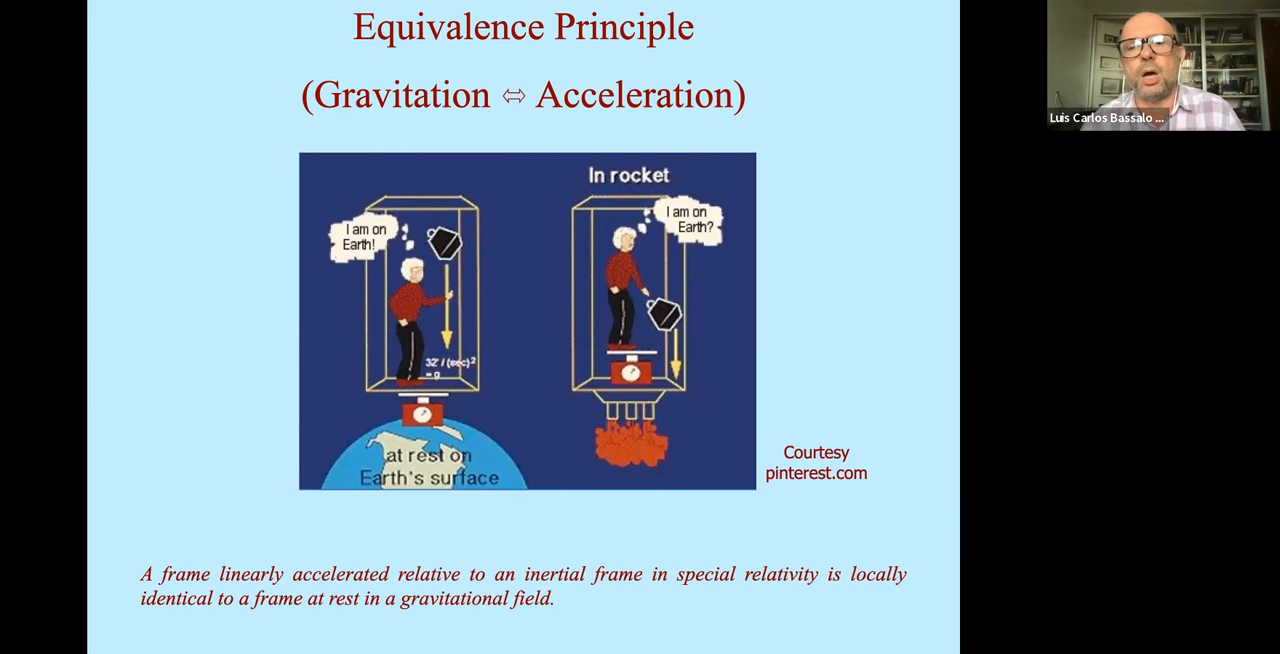 Equivalence Principle
(Gravitation ⇔ Acceleration)
In rocket
I am on
Earth!
I am on
Earth?
32' / (sec)²
= g
at rest on
Earth's surface
Courtesy
pinterest.com
A frame linearly accelerated relative to an inertial frame in special relativity is locally
identical to a frame at rest in a gravitational field.
Luis Carlos Bassalo ...